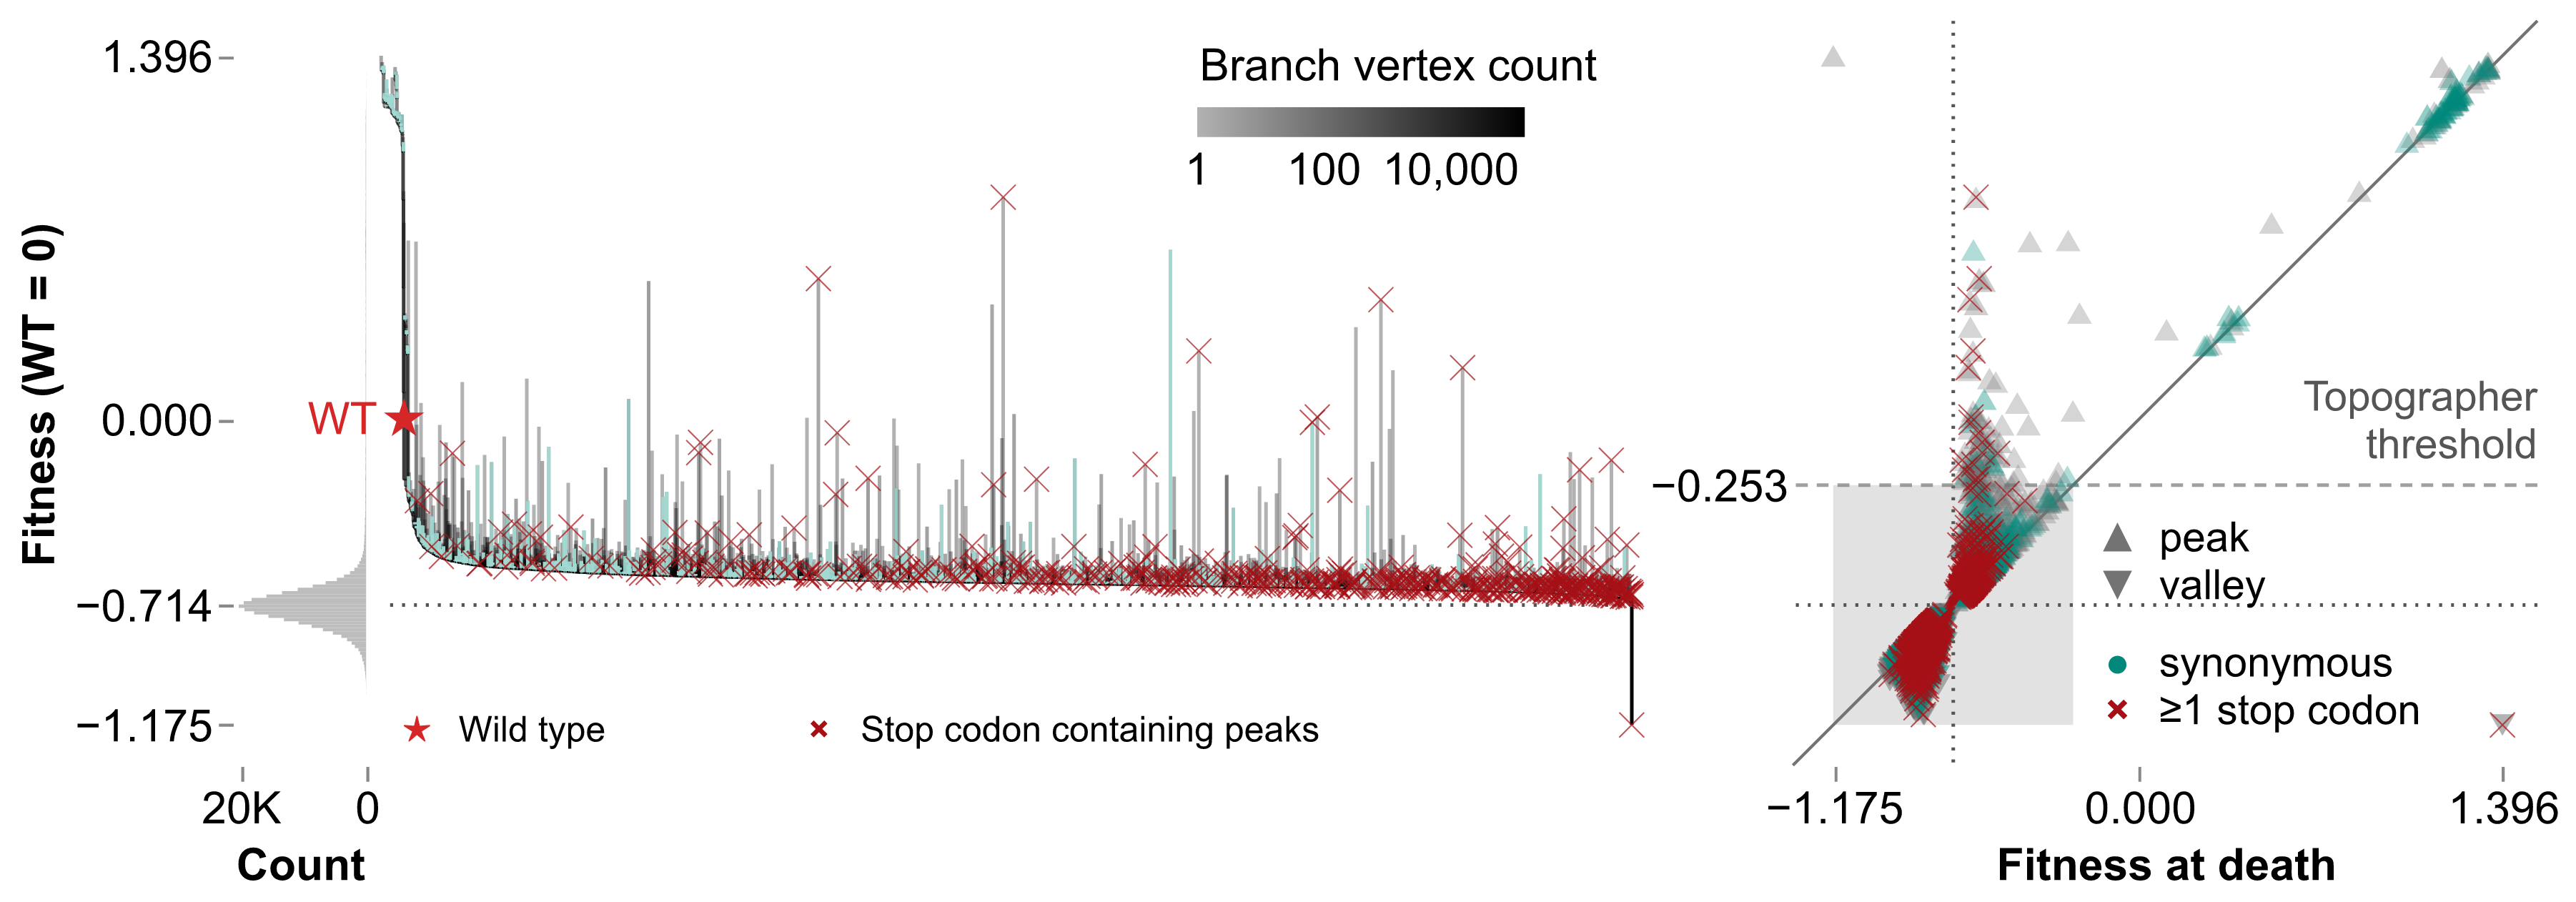 Fitness (WT = 0)
1.396
0.000
−0.714
−1.175
WT
Branch vertex count
1 100 10,000
Wild type
Stop codon containing peaks
20K 0
Count
Topographer
threshold
−0.253
peak
valley
synonymous
≥1 stop codon
−1.175 0.000 1.396
Fitness at death